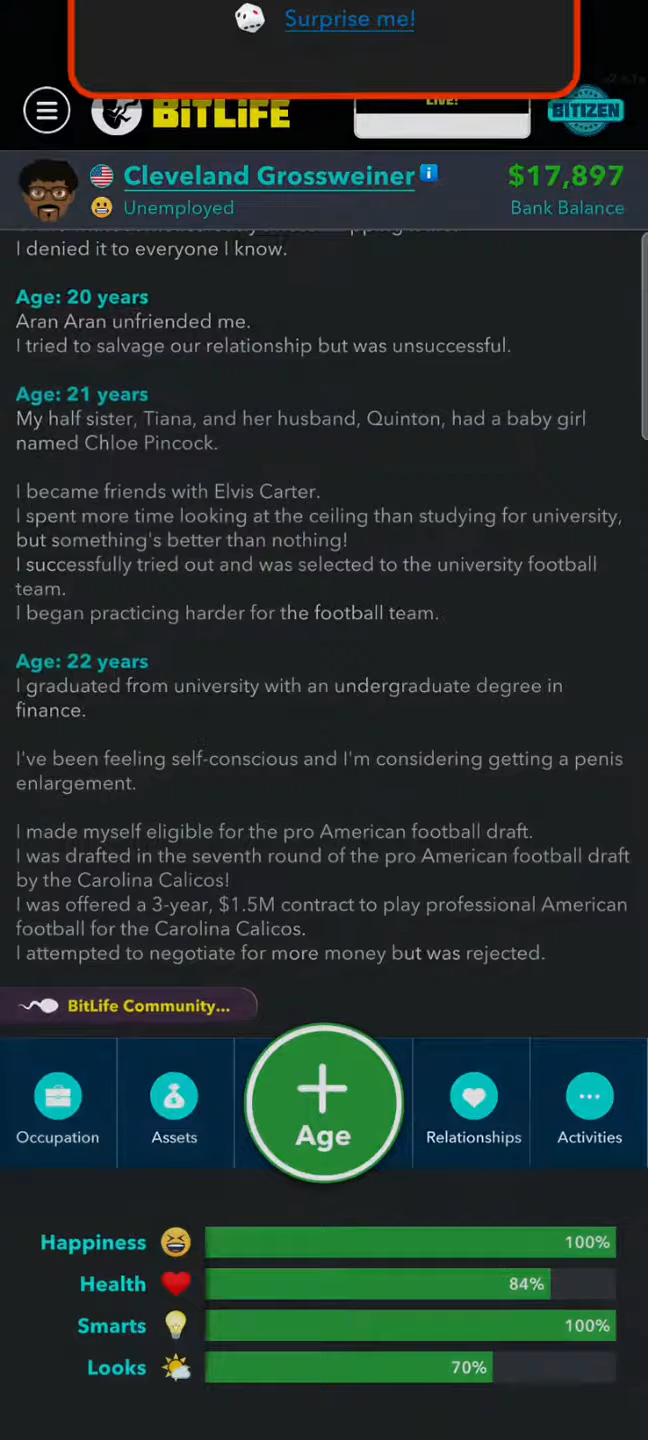 Surprise me!
BITLIFE
LIVE!
BITIZEN
Cleveland Grossweiner
$17,897
Unemployed
Bank Balance
I denied it to everyone I know.
Age: 20 years
Aran Aran unfriended me.
I tried to salvage our relationship but was unsuccessful.
Age: 21 years
My half sister, Tiana, and her husband, Quinton, had a baby girl
named Chloe Pincock.
I became friends with Elvis Carter.
I spent more time looking at the ceiling than studying for university,
but something's better than nothing!
I successfully tried out and was selected to the university football
team.
I began practicing harder for the football team.
Age: 22 years
I graduated from university with an undergraduate degree in
finance.
I've been feeling self-conscious and I'm considering getting a penis
enlargement.
I made myself eligible for the pro American football draft.
I was drafted in the seventh round of the pro American football draft
by the Carolina Calicos!
I was offered a 3-year, $1.5M contract to play professional American
football for the Carolina Calicos.
I attempted to negotiate for more money but was rejected.
BitLife Community...
Occupation
Assets
Age
Relationships
Activities
Happiness
100%
Health
84%
Smarts
100%
Looks
70%